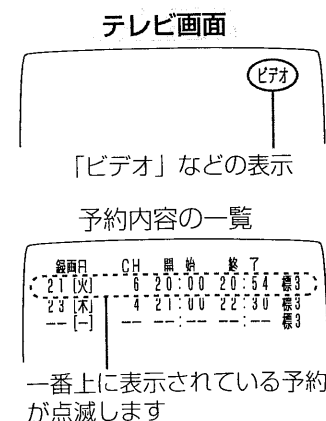 テレビ画面
ビデオ
「ビデオ」などの表示
予約内容の一覧
録画日 CH 開始 終了
21[火] 6 20:00 20:54 標3
23[木] 4 21:00 22:30 標3
--[-] -- --:-- --:-- 標3
一番上に表示されている予約
が点滅します